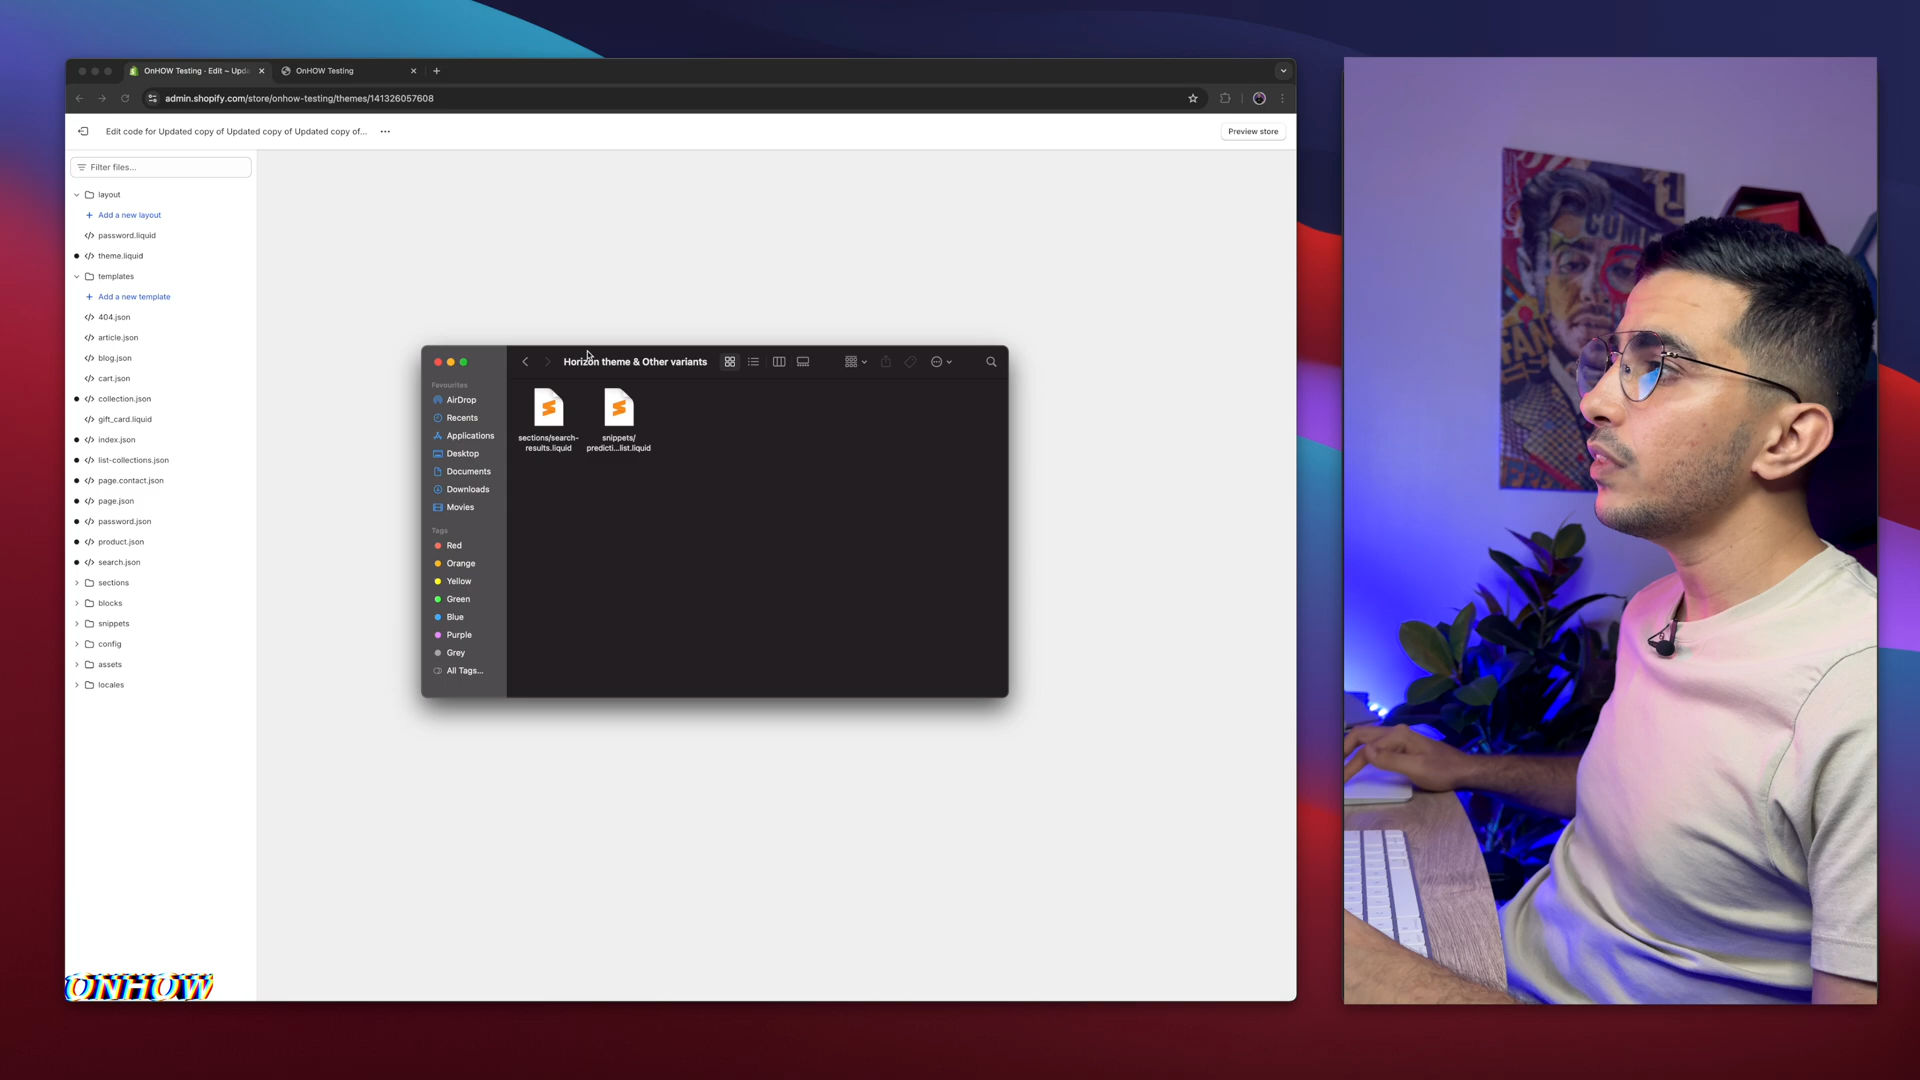 OnHOW Testing · Edit ~ Upda
OnHOW Testing
admin.shopify.com/store/onhow-testing/themes/141326057608
Edit code for Updated copy of Updated copy of Updated copy of...
Preview store
Filter files...
layout
Add a new layout
password.liquid
theme.liquid
templates
Add a new template
404.json
article.json
blog.json
cart.json
collection.json
gift_card.liquid
index.json
list-collections.json
page.contact.json
page.json
password.json
product.json
search.json
sections
blocks
snippets
config
assets
locales
Horizon theme & Other variants
Favourites
AirDrop
Recents
Applications
Desktop
Documents
Downloads
Movies
Tags
Red
Orange
Yellow
Green
Blue
Purple
Grey
All Tags...
sections/search-
results.liquid
snippets/
predicti...list.liquid
ONHOW